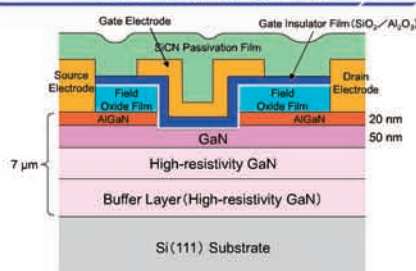 Gate Electrode
Gate Insulator Film(SiO₂／Al₂O₃)
SiCN Passivation Film
Source
Electrode
Drain
Electrode
Field
Oxide Film
Field
Oxide Film
AlGaN
AlGaN
20 nm
GaN
50 nm
7 μm
High-resistivity GaN
Buffer Layer(High-resistivity GaN)
Si(111) Substrate